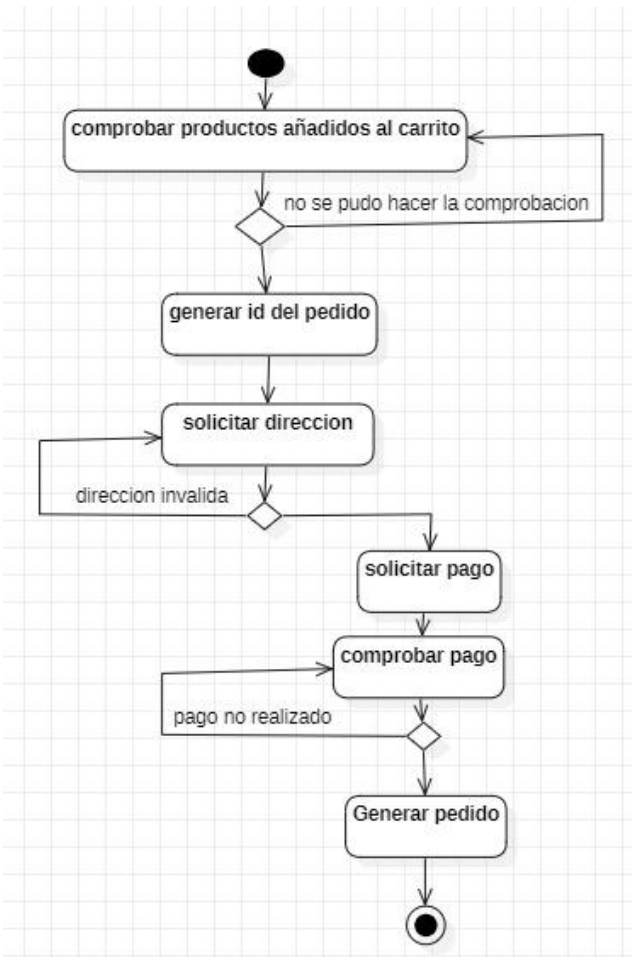 comprobar productos añadidos al carrito
no se pudo hacer la comprobacion
generar id del pedido
solicitar direccion
direccion invalida
solicitar pago
comprobar pago
pago no realizado
Generar pedido